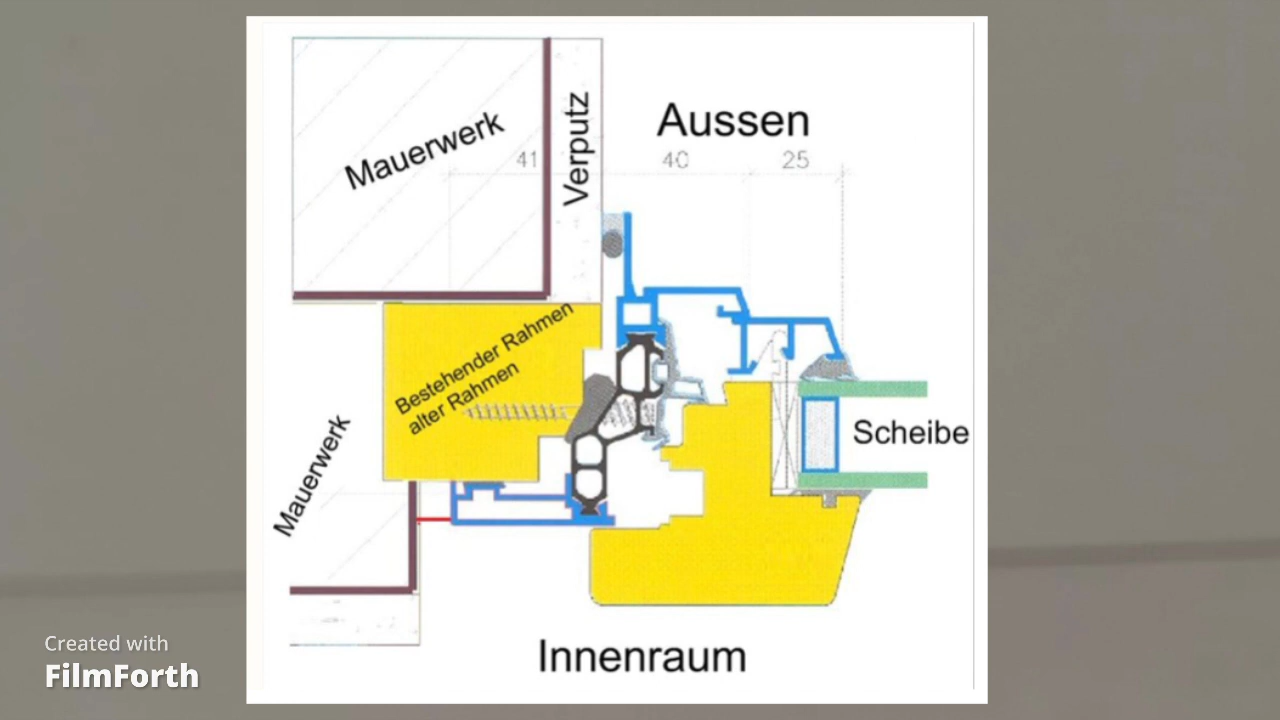 Aussen
Mauerwerk
Verputz
41
40
25
Bestehender Rahmen
alter Rahmen
Mauerwerk
Scheibe
Innenraum
Created with
FilmForth